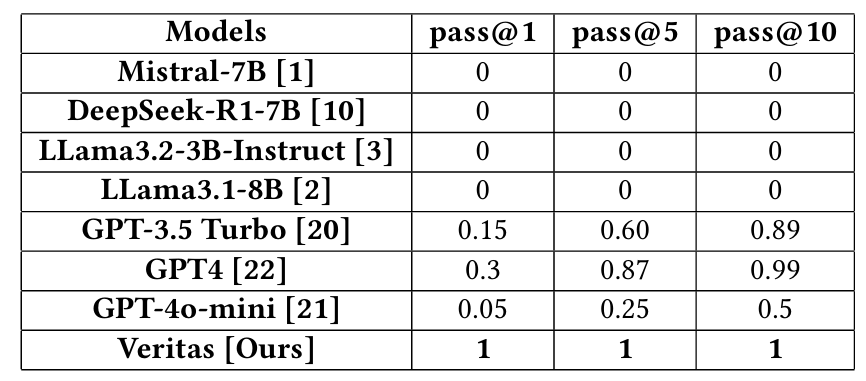 Models pass@1 pass@5 pass@10
Mistral-7B [1] 0 0 0
DeepSeek-R1-7B [10] 0 0 0
LLama3.2-3B-Instruct [3] 0 0 0
LLama3.1-8B [2] 0 0 0
GPT-3.5 Turbo [20] 0.15 0.60 0.89
GPT4 [22] 0.3 0.87 0.99
GPT-4o-mini [21] 0.05 0.25 0.5
Veritas [Ours] 1 1 1